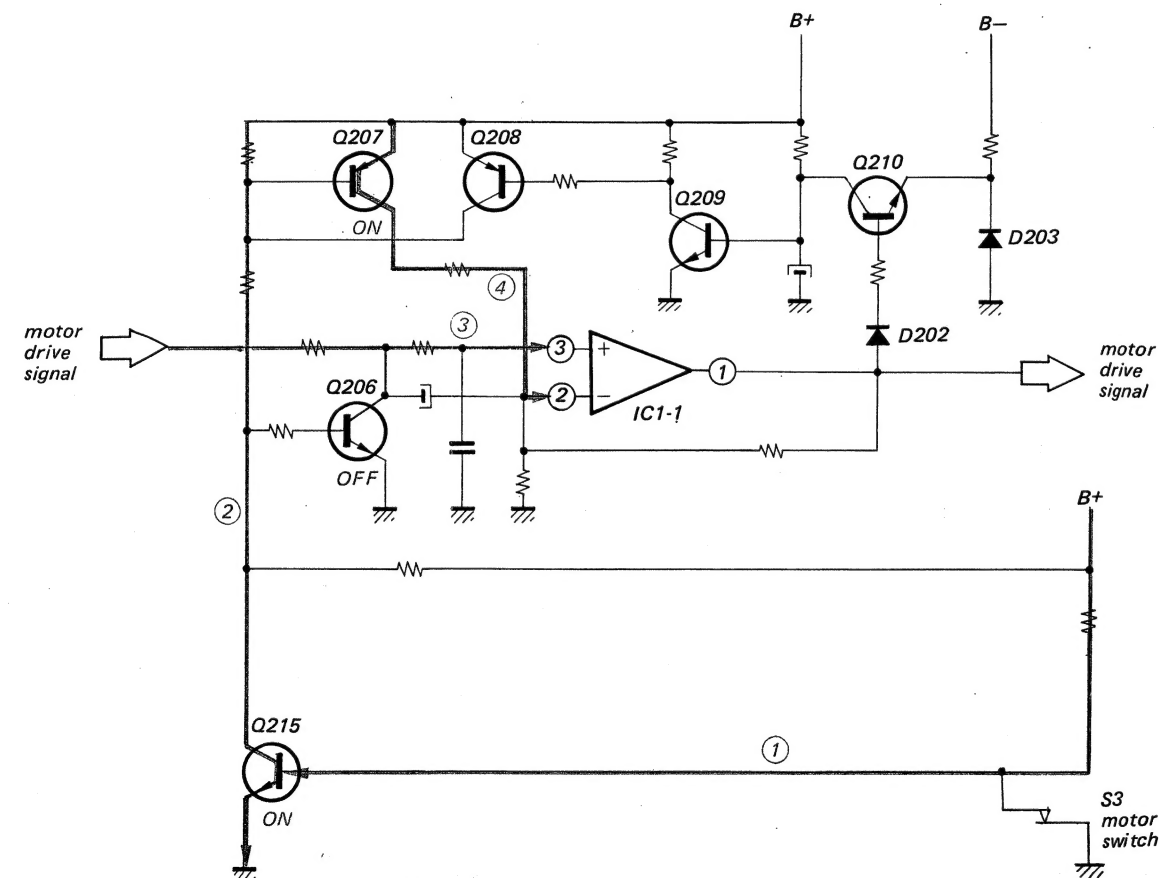 B+
B−
Q207
Q208
Q210
Q209
ON
D203
4
motor
drive
signal
3
3
+
D202
1
motor
drive
signal
Q206
2
−
IC1-1
OFF
2
B+
Q215
1
ON
S3
motor
switch